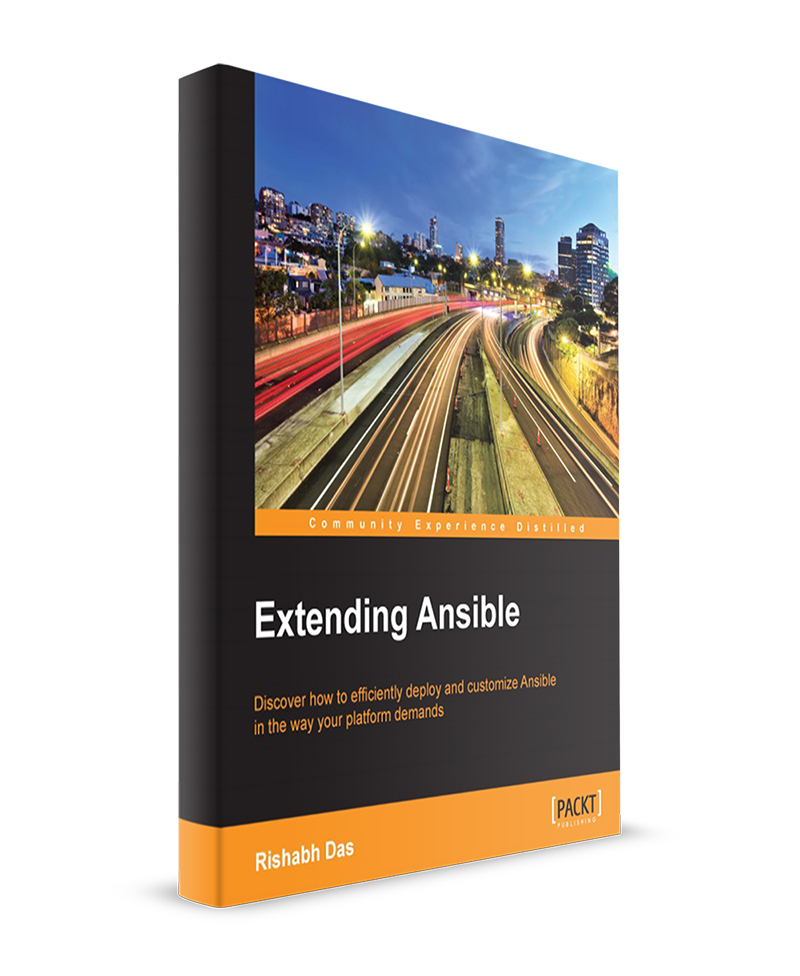 Community Experience Distilled
Extending Ansible
Discover how to efficiently deploy and customize Ansible
in the way your platform demands
[PACKT]
PUBLISHING
Rishabh Das